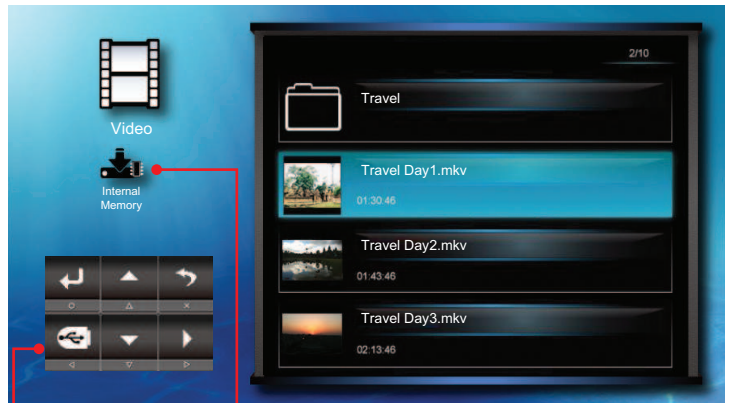 Video
Internal
Memory
2/10
Travel
Travel Day1.mkv
01:30:46
Travel Day2.mkv
01:43:46
Travel Day3.mkv
02:13:46